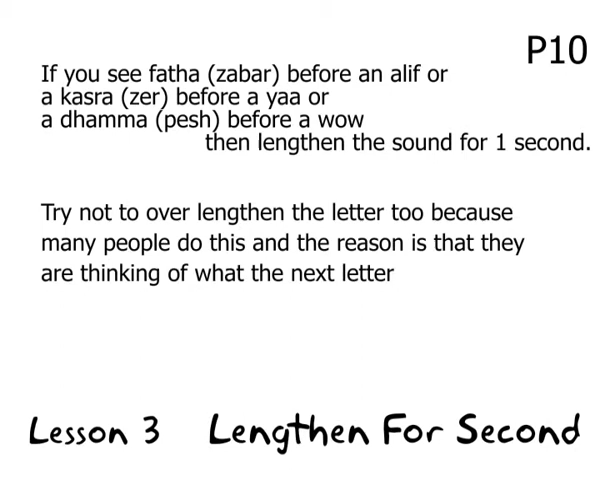 P10
If you see fatha (zabar) before an alif or
a kasra (zer) before a yaa or
a dhamma (pesh) before a wow
then lengthen the sound for 1 second.
Try not to over lengthen the letter too because
many people do this and the reason is that they
are thinking of what the next letter
Lesson 3 Lengthen For Second